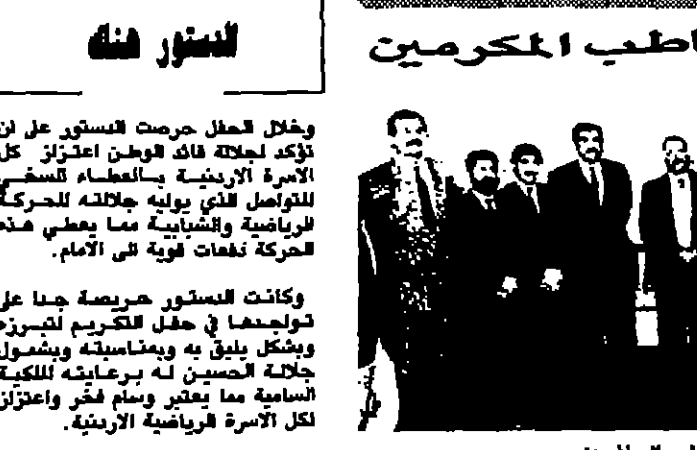 الدستور هناك
وخلال الحفل حرصت الدستور على ان
تؤكد لجلالة قائد الوطن اعتزاز كل
الاسرة الاردنية بالعطاء السخي
المتواصل الذي يوليه جلالته للحركة
الرياضية والشبابية مما يعطي هذه
الحركة دفعات قوية الى الامام.
وكانت الدستور حريصة جدا على
تواجدها في حفل التكريم لتبرزه
وبشكل يليق به وبمناسبته وبشمول
جلالة الحسين له برعايته الملكية
السامية مما يعتبر وسام فخر واعتزاز
لكل الاسرة الرياضية الاردنية.
المكرمين